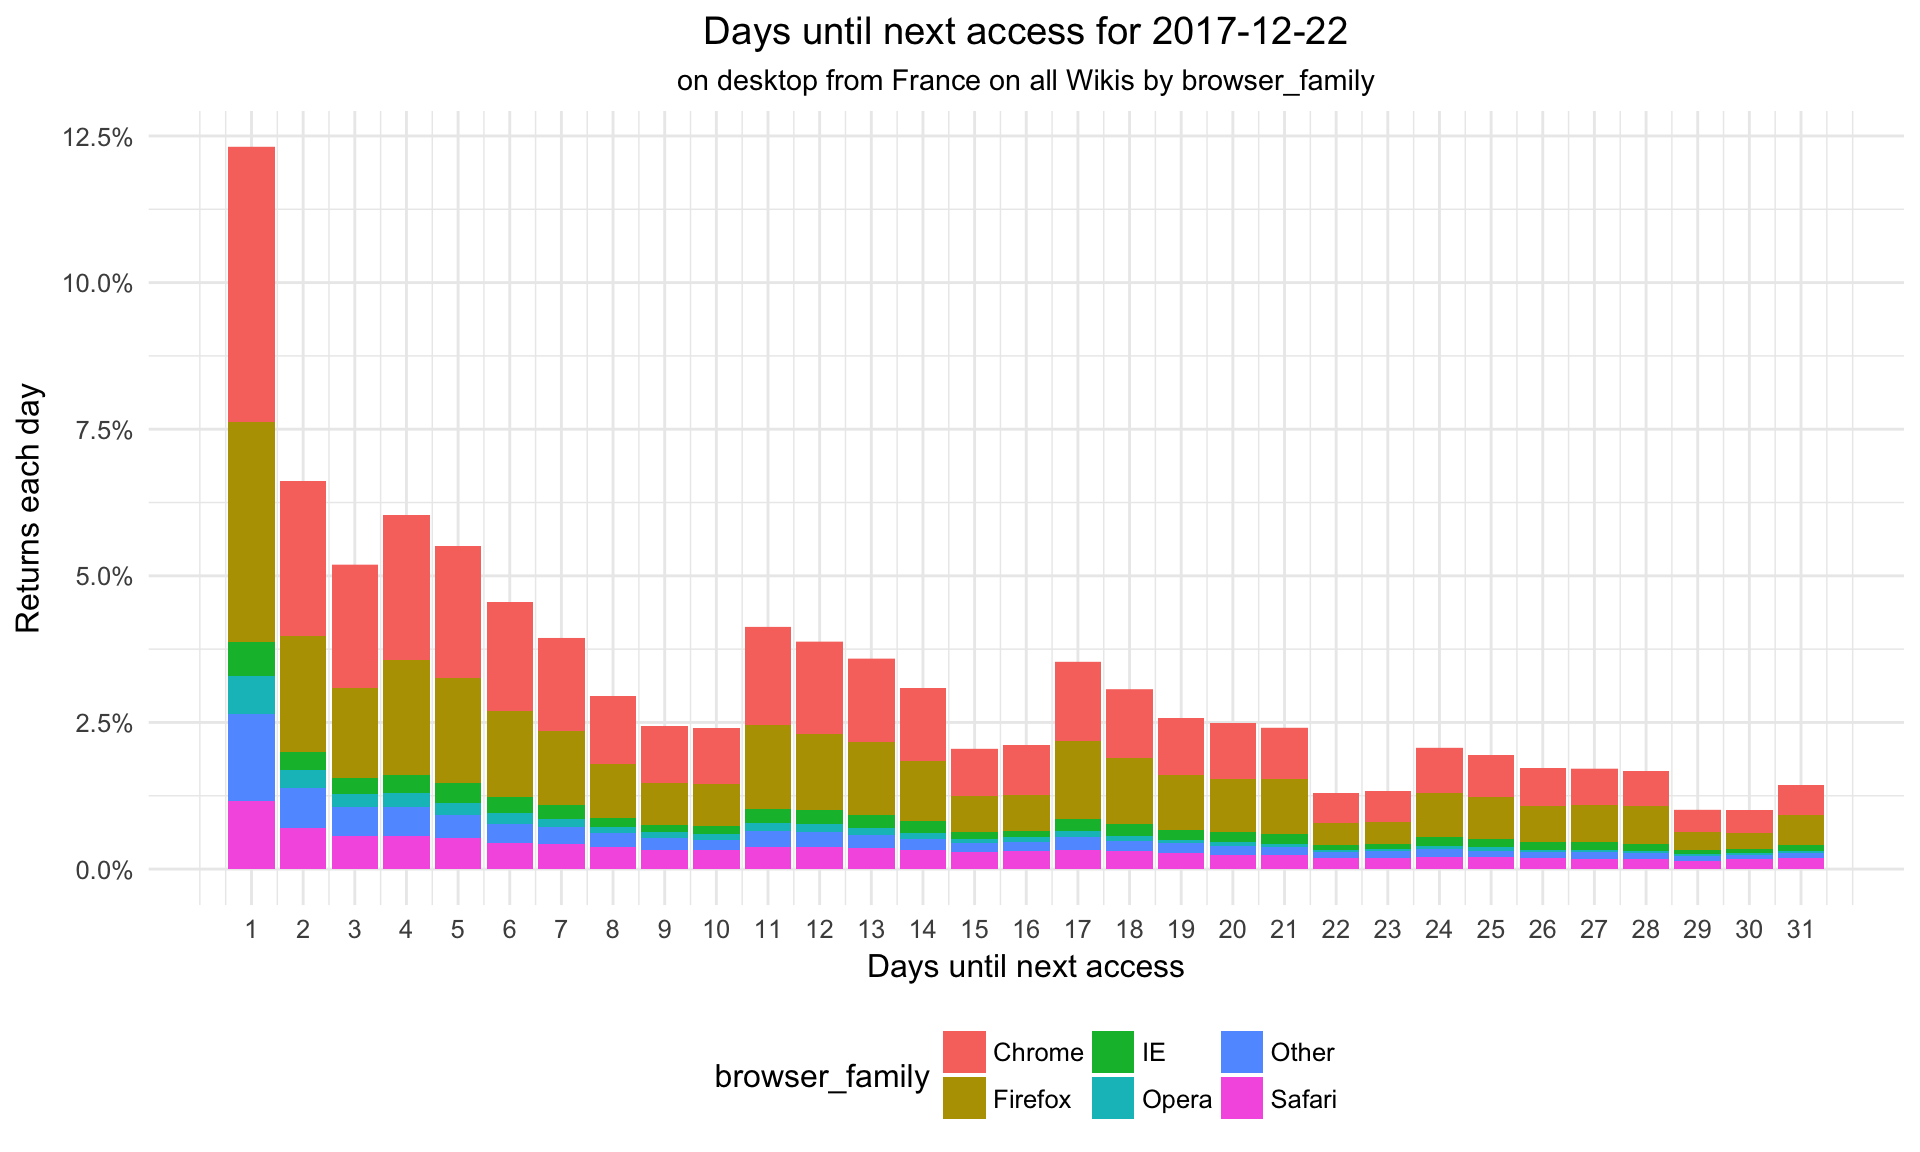 Days until next access for 2017-12-22
on desktop from France on all Wikis by browser_family
12.5%
10.0%
7.5%
5.0%
2.5%
0.0%
Returns each day
1 2 3 4 5 6 7 8 9 10 11 12 13 14 15 16 17 18 19 20 21 22 23 24 25 26 27 28 29 30 31
Days until next access
browser_family
Chrome IE Other
Firefox Opera Safari